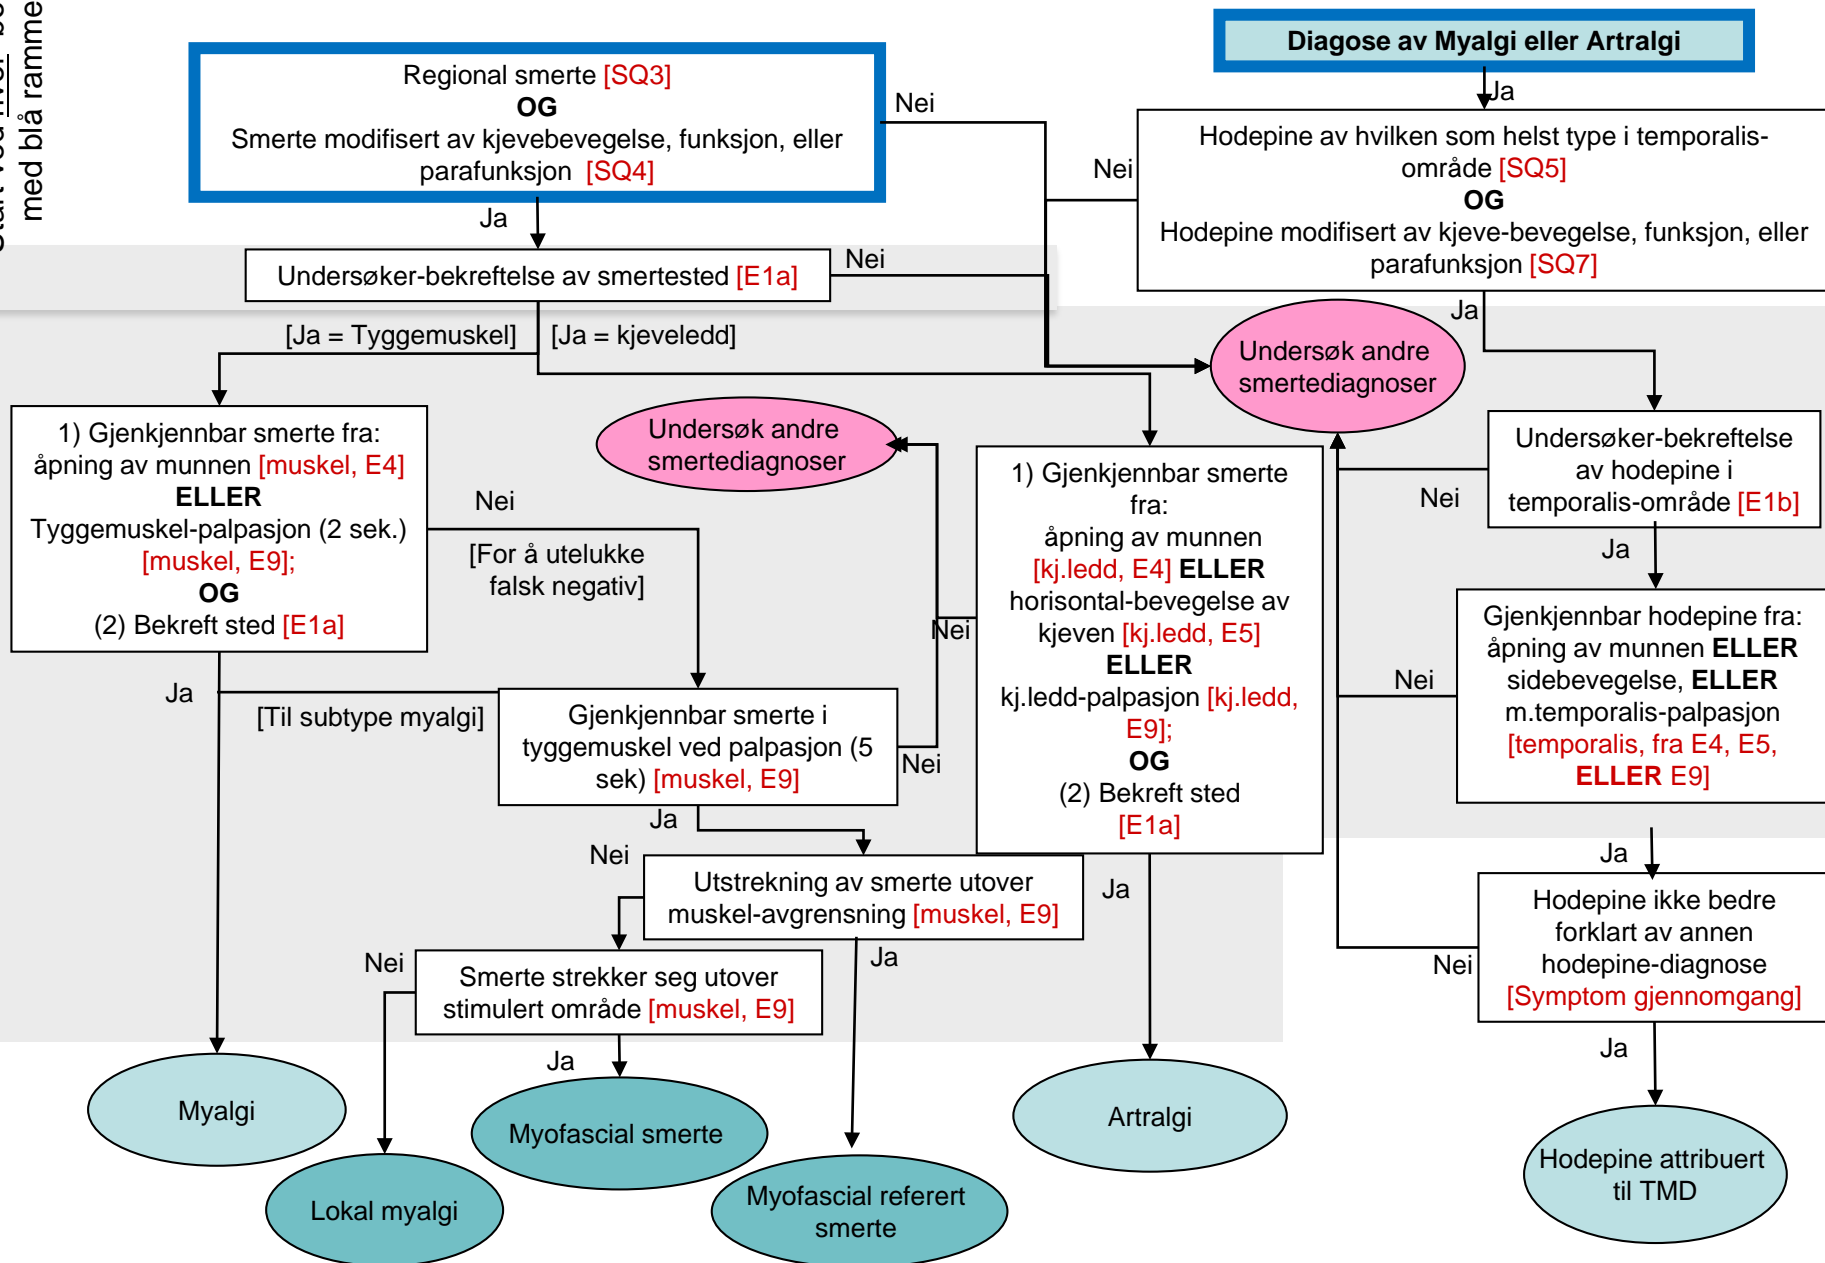 med blå ramme
Diagose av Myalgi eller Artralgi
Regional smerte [SQ3]
OG
Smerte modifisert av kjevebevegelse, funksjon, eller
parafunksjon [SQ4]
Nei
Ja
Ja
Hodepine av hvilken som helst type i temporalis-
område [SQ5]
OG
Hodepine modifisert av kjeve-bevegelse, funksjon, eller
parafunksjon [SQ7]
Nei
Ja
Undersøker-bekreftelse av smertested [E1a]
Nei
[Ja = Tyggemuskel]
[Ja = kjeveledd]
Undersøk andre
smertediagnoser
1) Gjenkjennbar smerte fra:
åpning av munnen [muskel, E4]
ELLER
Tyggemuskel-palpasjon (2 sek.)
[muskel, E9];
OG
(2) Bekreft sted [E1a]
Nei
[For å utelukke
falsk negativ]
Undersøk andre
smertediagnoser
1) Gjenkjennbar smerte
fra:
åpning av munnen
[kj.ledd, E4] ELLER
horisontal-bevegelse av
kjeven [kj.ledd, E5]
ELLER
kj.ledd-palpasjon [kj.ledd,
E9];
OG
(2) Bekreft sted
[E1a]
Nei
Undersøker-bekreftelse
av hodepine i
temporalis-område [E1b]
Nei
Ja
Gjenkjennbar hodepine fra:
åpning av munnen ELLER
sidebevegelse, ELLER
m.temporalis-palpasjon
[temporalis, fra E4, E5,
ELLER E9]
Nei
Ja
Ja
[Til subtype myalgi]
Gjenkjennbar smerte i
tyggemuskel ved palpasjon (5
sek) [muskel, E9]
Nei
Ja
Nei
Utstrekning av smerte utover
muskel-avgrensning [muskel, E9]
Ja
Ja
Hodepine ikke bedre
forklart av annen
hodepine-diagnose
[Symptom gjennomgang]
Nei
Ja
Nei
Smerte strekker seg utover
stimulert område [muskel, E9]
Ja
Myalgi
Lokal myalgi
Myofascial smerte
Myofascial referert
smerte
Artralgi
Hodepine attribuert
til TMD